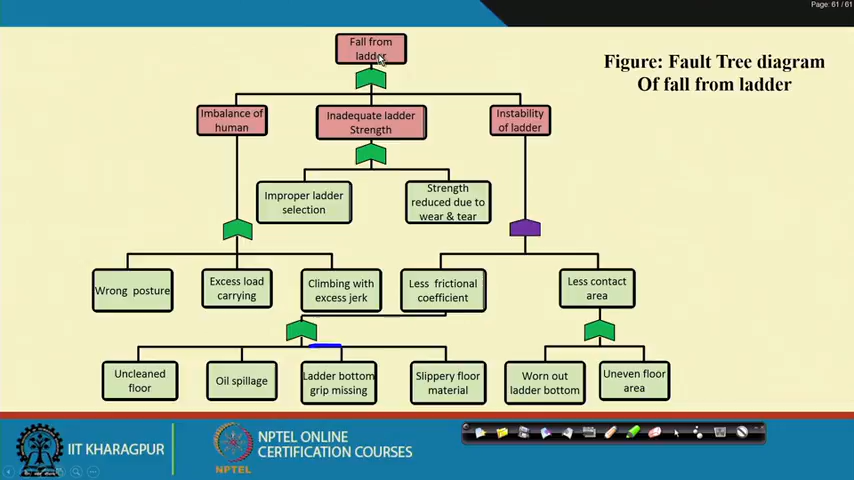 Page: 61 / 61
Fall from
ladder
Figure: Fault Tree diagram
Of fall from ladder
Imbalance of
human
Inadequate ladder
Strength
Instability
of ladder
Improper ladder
selection
Strength
reduced due to
wear & tear
Wrong posture
Excess load
carrying
Climbing with
excess jerk
Less frictional
coefficient
Less contact
area
Uncleaned
floor
Oil spillage
Ladder bottom
grip missing
Slippery floor
material
Worn out
ladder bottom
Uneven floor
area
IIT KHARAGPUR
NPTEL
NPTEL ONLINE
CERTIFICATION COURSES